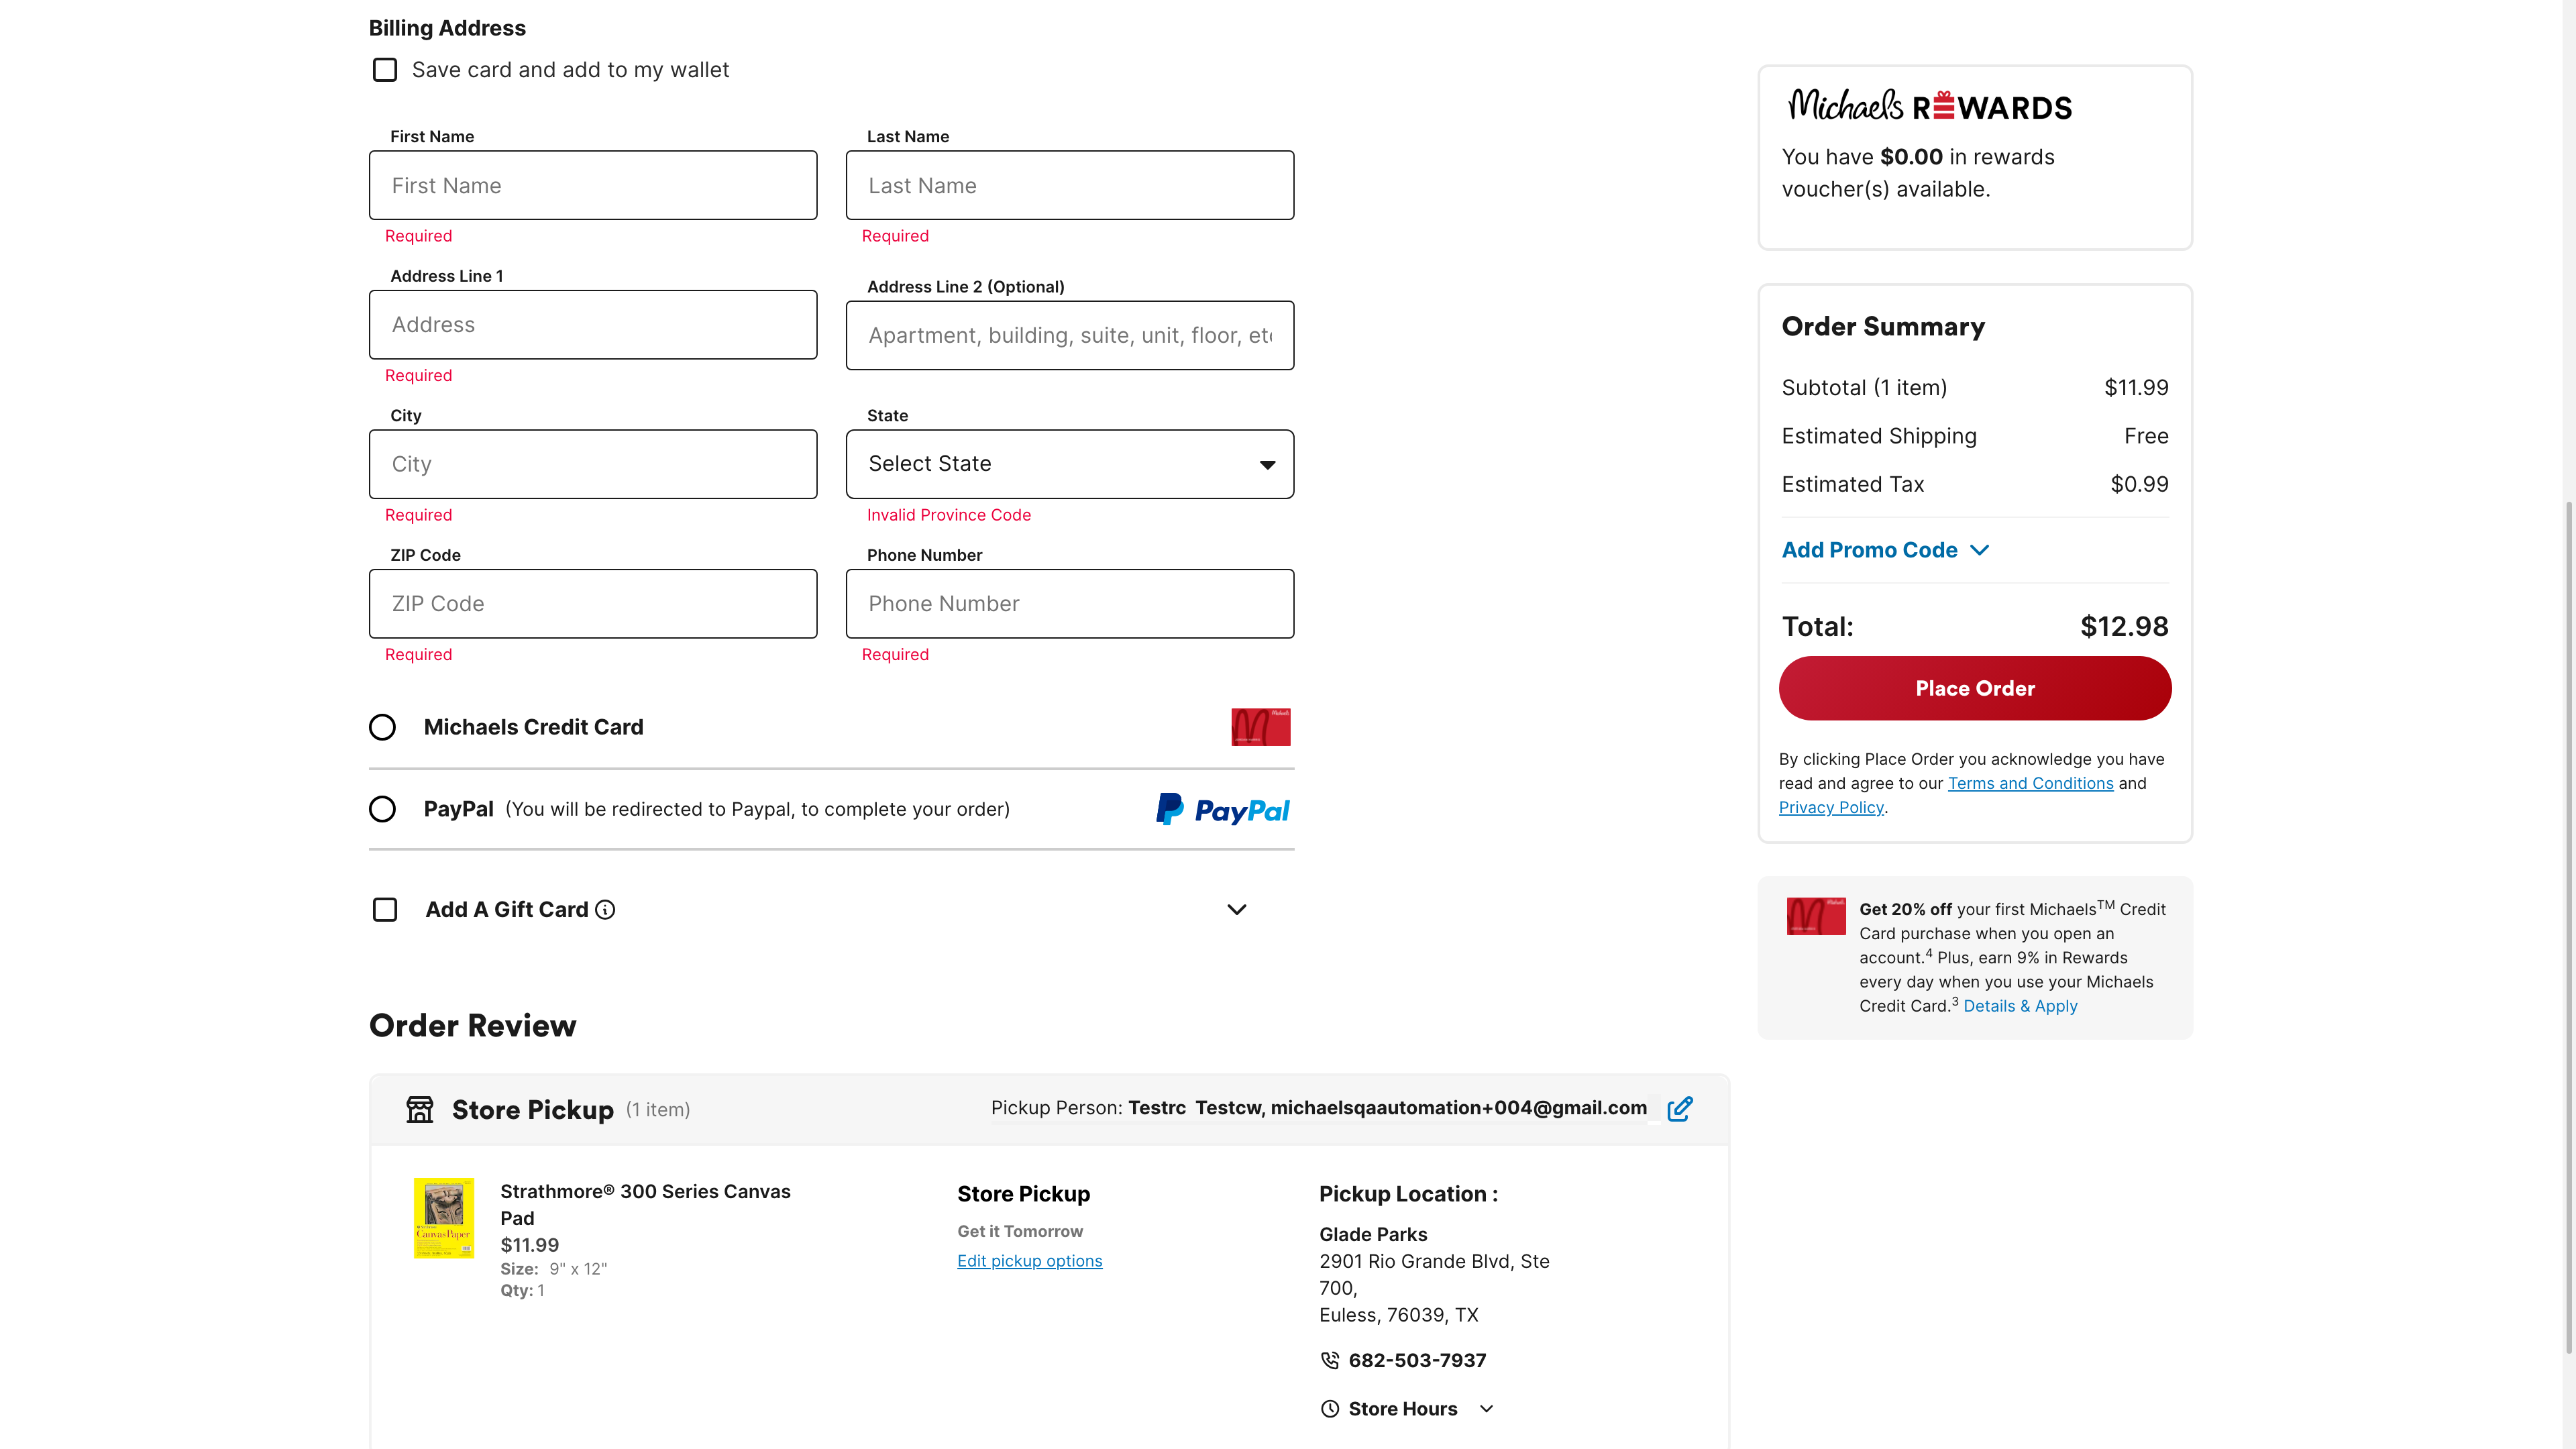 Billing Address
Save card and add to my wallet
First Name
Last Name
First Name
Last Name
Required
Required
Address Line 1
Address Line 2 (Optional)
Address
Apartment, building, suite, unit, floor, etc
Required
City
State
City
Select State
Required
Invalid Province Code
ZIP Code
Phone Number
ZIP Code
Phone Number
Required
Required
Michaels Credit Card
PayPal (You will be redirected to Paypal, to complete your order)
PayPal
Add A Gift Card
Order Review
Store Pickup (1 item)
Pickup Person: Testrc Testcw, michaelsqaautomation+004@gmail.com
Strathmore® 300 Series Canvas
Pad
$11.99
Size: 9" x 12"
Qty: 1
Canvas Paper
Store Pickup
Get it Tomorrow
Edit pickup options
Pickup Location :
Glade Parks
2901 Rio Grande Blvd, Ste
700,
Euless, 76039, TX
682-503-7937
Store Hours
Michaels REWARDS
You have $0.00 in rewards
voucher(s) available.
Order Summary
Subtotal (1 item) $11.99
Estimated Shipping Free
Estimated Tax $0.99
Add Promo Code
Total: $12.98
Place Order
By clicking Place Order you acknowledge you have
read and agree to our Terms and Conditions and
Privacy Policy.
Get 20% off your first Michaels™ Credit
Card purchase when you open an
account.⁴ Plus, earn 9% in Rewards
every day when you use your Michaels
Credit Card.³ Details & Apply